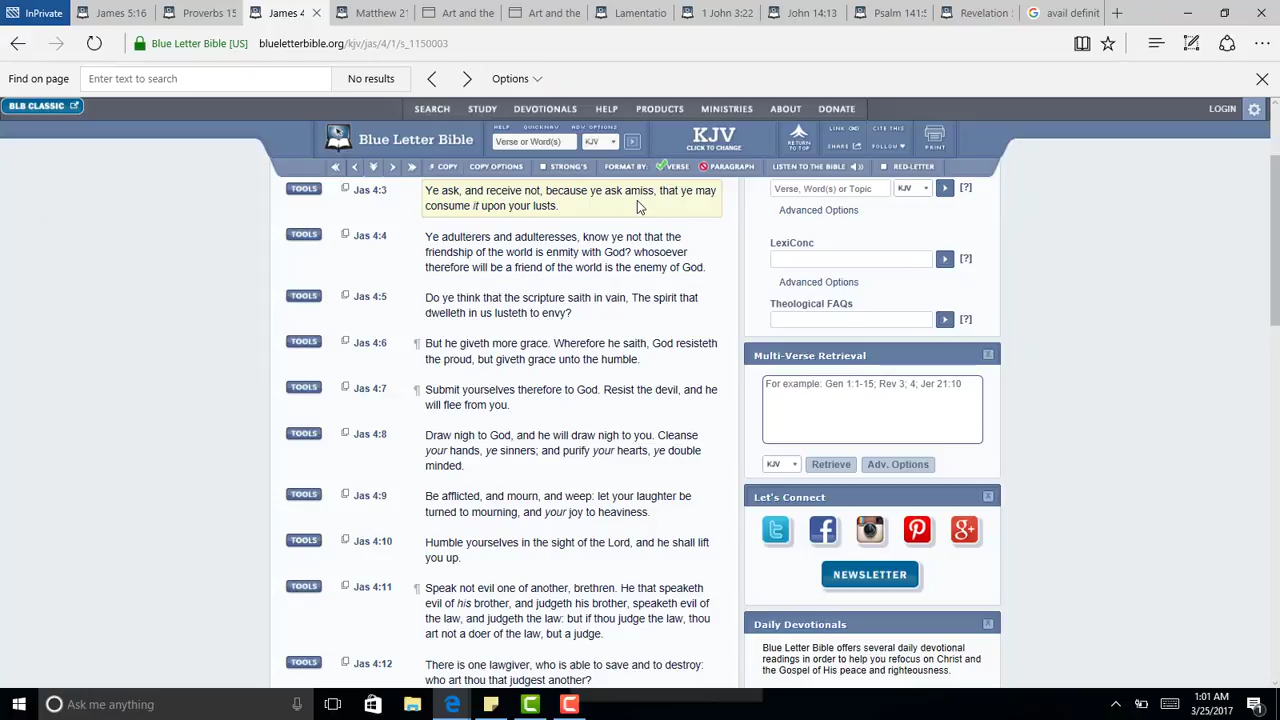 InPrivate
James 5:16
Proverbs 15
James 4
Matthew 21
Art and the
Art and the
Lamentatio
1 John 3:22
John 14:13
Psalm 141:5
Revelation
avail definit
Blue Letter Bible [US]
blueletterbible.org/kjv/jas/4/1/s_1150003
Find on page
Enter text to search
No results
Options
BLB CLASSIC
SEARCH STUDY DEVOTIONALS HELP PRODUCTS MINISTRIES ABOUT DONATE
LOGIN
Blue Letter Bible
HELP QUICKNAV ADV. OPTIONS
Verse or Word(s)
KJV
KJV
CLICK TO CHANGE
RETURN
TO TOP
LINK
SHARE
CITE THIS
FOLLOW
PRINT
COPY
COPY OPTIONS
STRONG'S
FORMAT BY:
VERSE
PARAGRAPH
LISTEN TO THE BIBLE
RED-LETTER
TOOLS
Jas 4:3
Ye ask, and receive not, because ye ask amiss, that ye may
consume it upon your lusts.
TOOLS
Jas 4:4
Ye adulterers and adulteresses, know ye not that the
friendship of the world is enmity with God? whosoever
therefore will be a friend of the world is the enemy of God.
TOOLS
Jas 4:5
Do ye think that the scripture saith in vain, The spirit that
dwelleth in us lusteth to envy?
TOOLS
Jas 4:6
¶ But he giveth more grace. Wherefore he saith, God resisteth
the proud, but giveth grace unto the humble.
TOOLS
Jas 4:7
¶ Submit yourselves therefore to God. Resist the devil, and he
will flee from you.
TOOLS
Jas 4:8
Draw nigh to God, and he will draw nigh to you. Cleanse
your hands, ye sinners; and purify your hearts, ye double
minded.
TOOLS
Jas 4:9
Be afflicted, and mourn, and weep: let your laughter be
turned to mourning, and your joy to heaviness.
TOOLS
Jas 4:10
Humble yourselves in the sight of the Lord, and he shall lift
you up.
TOOLS
Jas 4:11
¶ Speak not evil one of another, brethren. He that speaketh
evil of his brother, and judgeth his brother, speaketh evil of
the law, and judgeth the law: but if thou judge the law, thou
art not a doer of the law, but a judge.
TOOLS
Jas 4:12
There is one lawgiver, who is able to save and to destroy:
who art thou that judgest another?
Verse, Word(s) or Topic
KJV
[?]
Advanced Options
LexiConc
[?]
Advanced Options
Theological FAQs
[?]
Multi-Verse Retrieval
X
For example: Gen 1:1-15; Rev 3; 4; Jer 21:10
KJV
Retrieve
Adv. Options
Let's Connect
X
NEWSLETTER
Daily Devotionals
X
Blue Letter Bible offers several daily devotional
readings in order to help you refocus on Christ and
the Gospel of His peace and righteousness.
Ask me anything
1:01 AM
3/25/2017